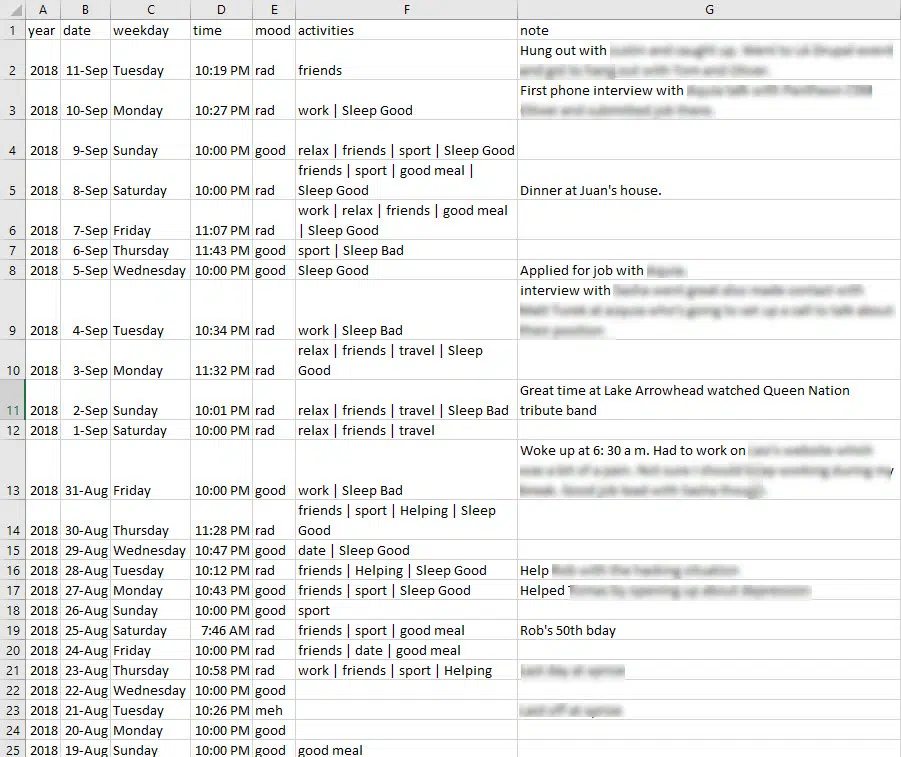 A B C D E F G
1 year date weekday time mood activities note
Hung out with
2 2018 11-Sep Tuesday 10:19 PM rad friends
First phone interview with
3 2018 10-Sep Monday 10:27 PM rad work | Sleep Good
4 2018 9-Sep Sunday 10:00 PM good relax | friends | sport | Sleep Good
friends | sport | good meal |
5 2018 8-Sep Saturday 10:00 PM rad Sleep Good Dinner at Juan's house.
work | relax | friends | good meal
6 2018 7-Sep Friday 11:07 PM rad | Sleep Good
7 2018 6-Sep Thursday 11:43 PM good sport | Sleep Bad
8 2018 5-Sep Wednesday 10:00 PM good Sleep Good Applied for job with
interview with
9 2018 4-Sep Tuesday 10:34 PM rad work | Sleep Bad
relax | friends | travel | Sleep
10 2018 3-Sep Monday 11:32 PM rad Good
Great time at Lake Arrowhead watched Queen Nation
11 2018 2-Sep Sunday 10:01 PM rad relax | friends | travel | Sleep Bad tribute band
12 2018 1-Sep Saturday 10:00 PM rad relax | friends | travel
Woke up at 6: 30 a m. Had to work on
13 2018 31-Aug Friday 10:00 PM good work | Sleep Bad
friends | sport | Helping | Sleep
14 2018 30-Aug Thursday 11:28 PM rad Good
15 2018 29-Aug Wednesday 10:47 PM good date | Sleep Good
16 2018 28-Aug Tuesday 10:12 PM rad friends | Helping | Sleep Good Help
17 2018 27-Aug Monday 10:43 PM good friends | sport | Sleep Good Helped
18 2018 26-Aug Sunday 10:00 PM good sport
19 2018 25-Aug Saturday 7:46 AM rad friends | sport | good meal Rob's 50th bday
20 2018 24-Aug Friday 10:00 PM rad friends | date | good meal
21 2018 23-Aug Thursday 10:58 PM rad work | friends | sport | Helping
22 2018 22-Aug Wednesday 10:00 PM good
23 2018 21-Aug Tuesday 10:26 PM meh
24 2018 20-Aug Monday 10:00 PM good
25 2018 19-Aug Sunday 10:00 PM good good meal